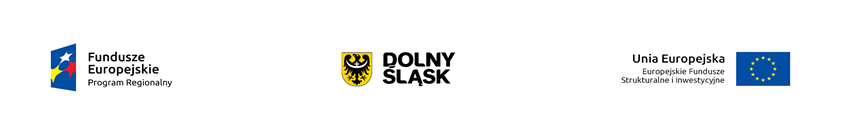 Fundusze
Europejskie
Program Regionalny
DOLNY
ŚLĄSK
Unia Europejska
Europejskie Fundusze
Strukturalne i Inwestycyjne